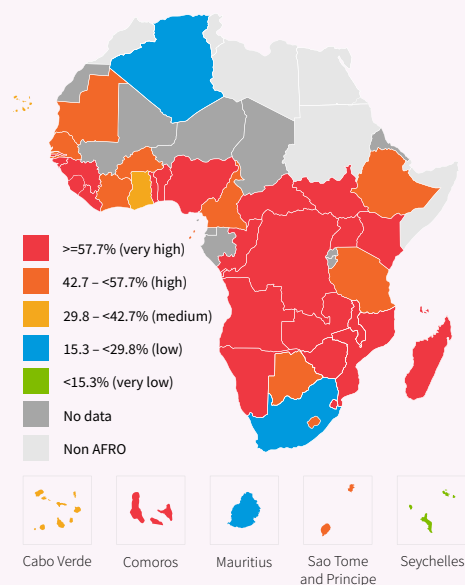 >=57.7% (very high)
42.7 – <57.7% (high)
29.8 – <42.7% (medium)
15.3 – <29.8% (low)
<15.3% (very low)
No data
Non AFRO
Cabo Verde
Comoros
Mauritius
Sao Tome
and Principe
Seychelles